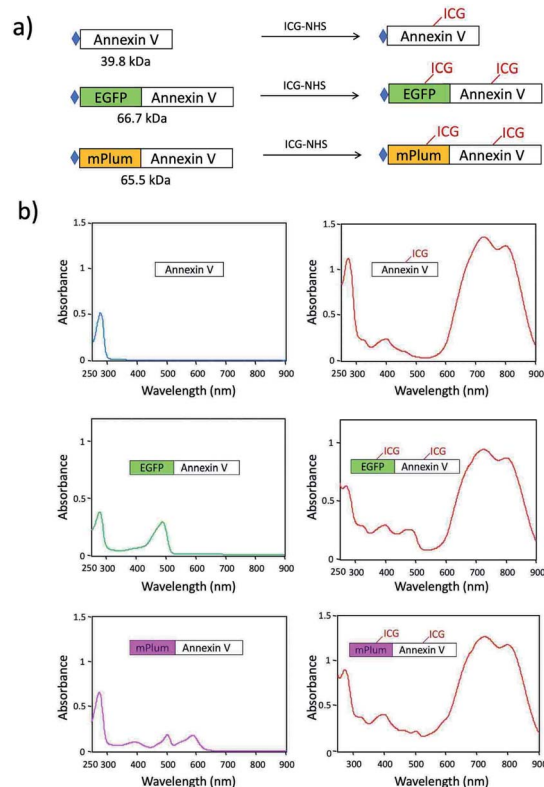 a)
Annexin V
39.8 kDa
ICG-NHS
ICG
Annexin V
EGFP Annexin V
66.7 kDa
ICG-NHS
ICG ICG
EGFP Annexin V
mPlum Annexin V
65.5 kDa
ICG-NHS
ICG ICG
mPlum Annexin V
b)
Absorbance
1.5
1
0.5
0
Annexin V
250 300 400 500 600 700 800 900
Wavelength (nm)
Absorbance
1.5
1
0.5
0
ICG
Annexin V
250 300 400 500 600 700 800 900
Wavelength (nm)
Absorbance
1
0.5
0
EGFP Annexin V
250 300 400 500 600 700 800 900
Wavelength (nm)
Absorbance
1
0.5
0
ICG ICG
EGFP Annexin V
250 300 400 500 600 700 800 900
Wavelength (nm)
Absorbance
1.5
1
0.5
0
mPlum Annexin V
250 300 400 500 600 700 800 900
Wavelength (nm)
Absorbance
1.5
1
0.5
0
ICG ICG
mPlum Annexin V
250 300 400 500 600 700 800 900
Wavelength (nm)